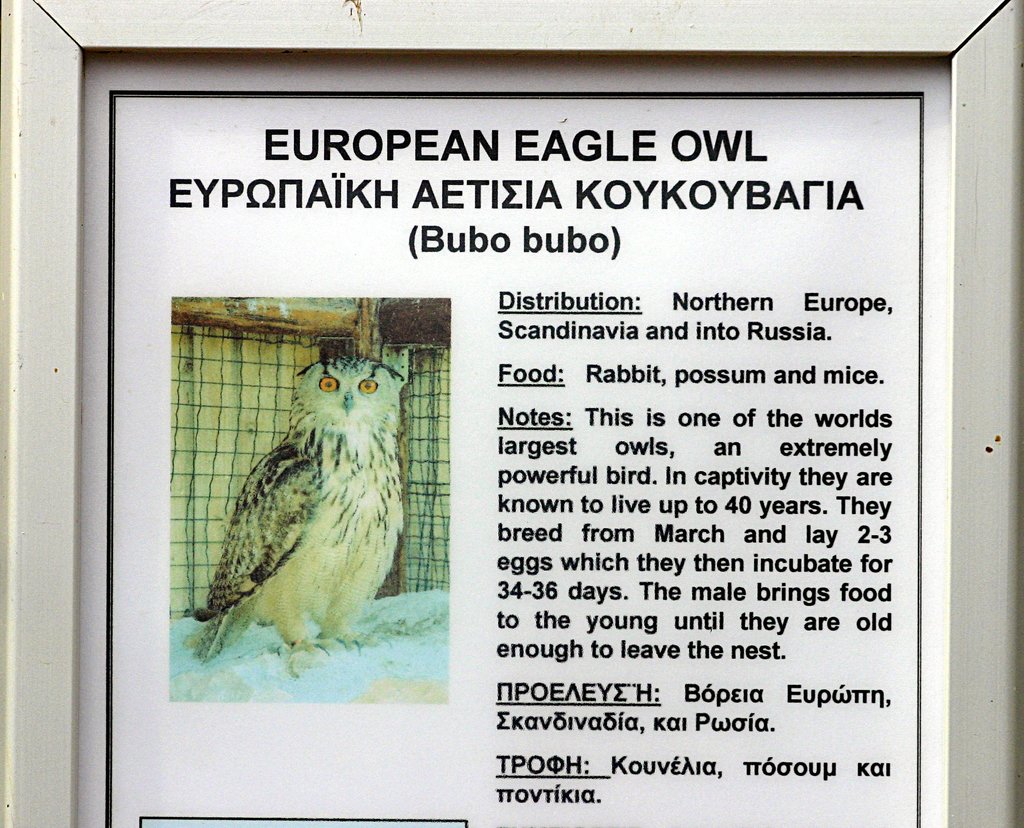 EUROPEAN EAGLE OWL
ΕΥΡΩΠΑΪΚΗ ΑΕΤΙΣΙΑ ΚΟΥΚΟΥΒΑΓΙΑ
(Bubo bubo)
Distribution: Northern Europe,
Scandinavia and into Russia.
Food: Rabbit, possum and mice.
Notes: This is one of the worlds
largest owls, an extremely
powerful bird. In captivity they are
known to live up to 40 years. They
breed from March and lay 2-3
eggs which they then incubate for
34-36 days. The male brings food
to the young until they are old
enough to leave the nest.
ΠΡΟΕΛΕΥΣΉ: Βόρεια Ευρώπη,
Σκανδιναδία, και Ρωσία.
ΤΡΟΦΗ: Κουνέλια, πόσουμ και
ποντίκια.